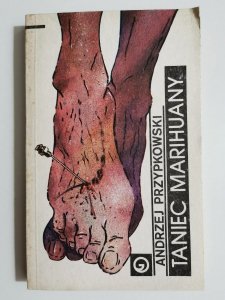 ANDRZEJ PRZYPKOWSKI
TANIEC MARIHUANY